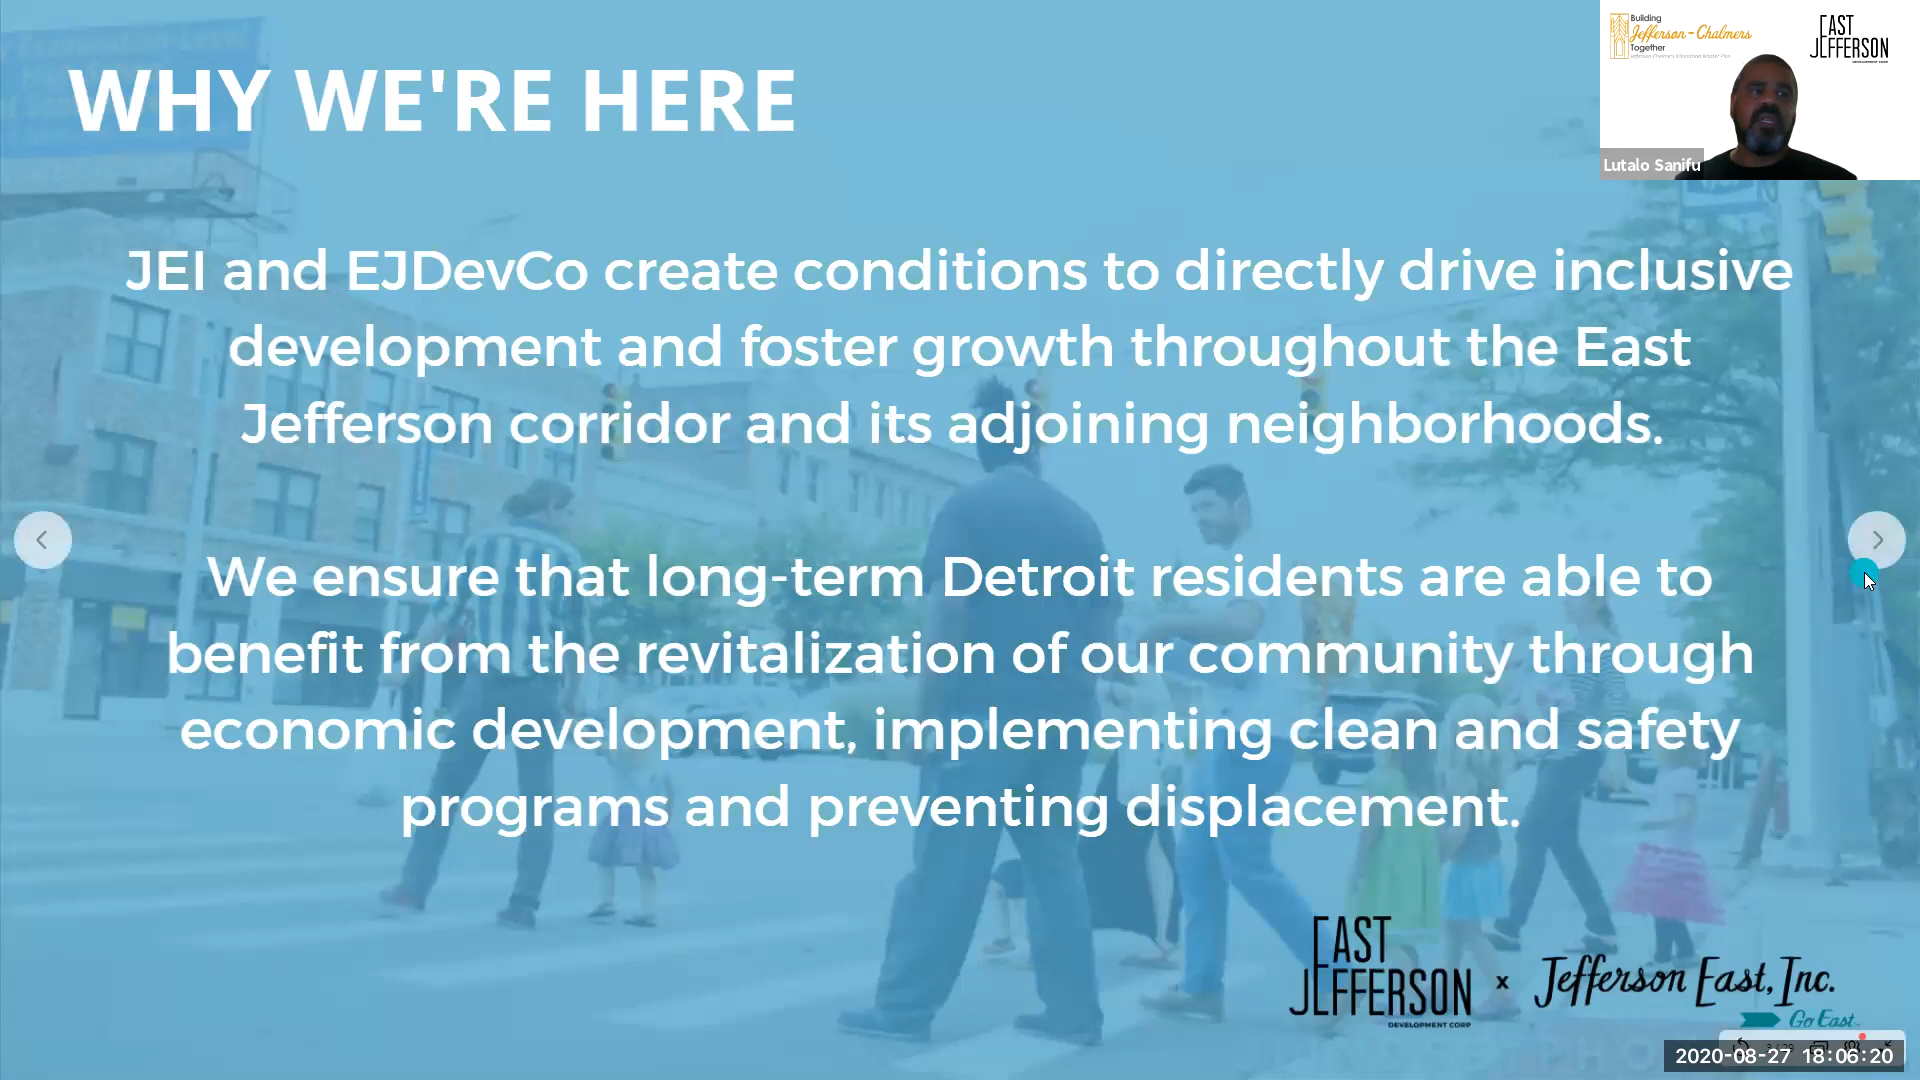 WHY WE'RE HERE
Building
Jefferson-Chalmers
Together
EAST
JEFFERSON
Lutalo Sanifu
JEI and EJDevCo create conditions to directly drive inclusive
development and foster growth throughout the East
Jefferson corridor and its adjoining neighborhoods.
We ensure that long-term Detroit residents are able to
benefit from the revitalization of our community through
economic development, implementing clean and safety
programs and preventing displacement.
EAST
JEFFERSON
DEVELOPMENT CORP
x
Jefferson East, Inc.
Go East
2020-08-27 18:06:20